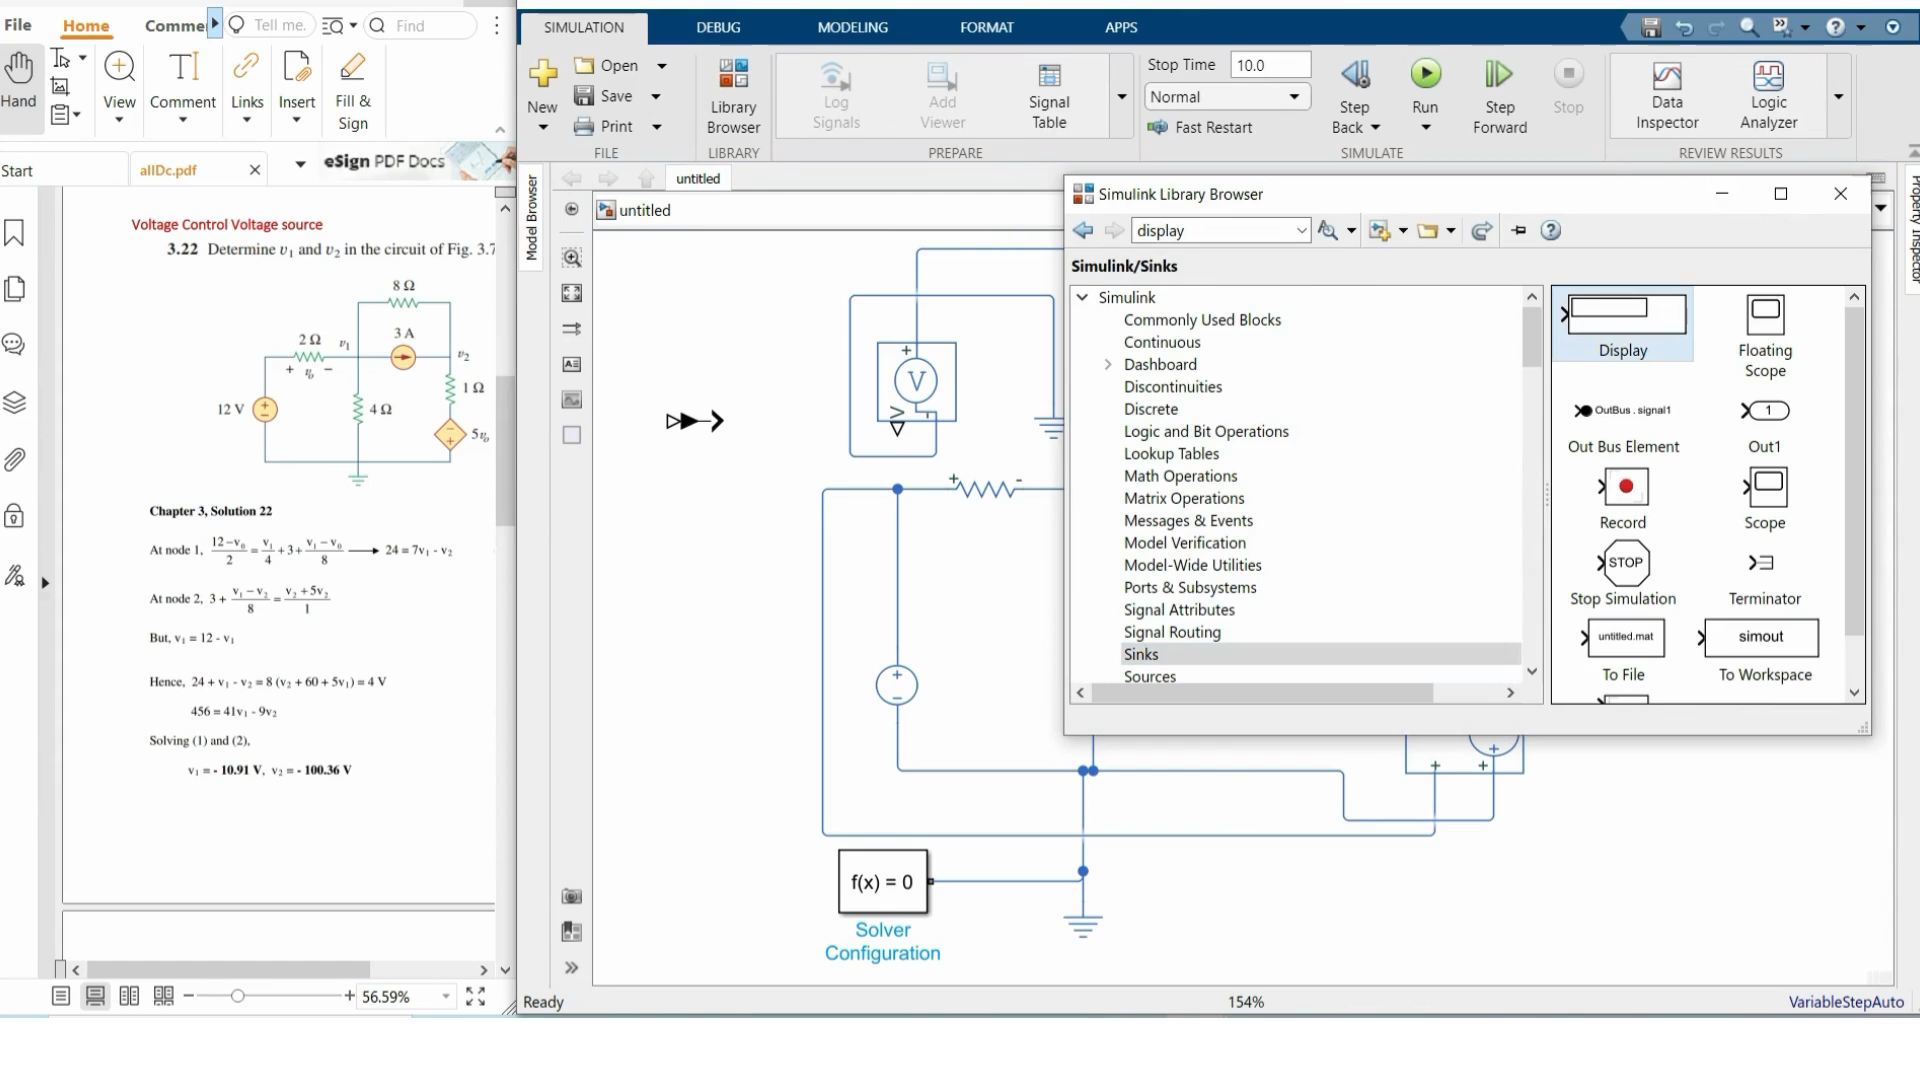 File
Home
Comme
Tell me.
Find
Hand
View
Comment
Links
Insert
Fill &
Sign
Start
allDc.pdf
eSign PDF Docs
Voltage Control Voltage source
3.22 Determine v1 and v2 in the circuit of Fig. 3.7
8 Ω
2 Ω
v1
3 A
v2
+ vo −
1 Ω
12 V
+
−
4 Ω
−
+
5vo
Chapter 3, Solution 22
At node 1, (12−v0)/2 = v1/4 + 3 + (v1−v0)/8 ⟶ 24 = 7v1 - v2
At node 2, 3 + (v1 − v2)/8 = (v2 + 5v2)/1
But, v1 = 12 - v1
Hence, 24 + v1 - v2 = 8 (v2 + 60 + 5v1) = 4 V
456 = 41v1 - 9v2
Solving (1) and (2),
v1 = - 10.91 V, v2 = - 100.36 V
56.59%
SIMULATION
DEBUG
MODELING
FORMAT
APPS
New
Open
Save
Print
FILE
Library
Browser
LIBRARY
Log
Signals
Add
Viewer
Signal
Table
PREPARE
Stop Time 10.0
Normal
Fast Restart
Step
Back
Run
Step
Forward
Stop
SIMULATE
Data
Inspector
Logic
Analyzer
REVIEW RESULTS
Model Browser
untitled
untitled
Property Inspector
+
V
-
+ -
+
−
+ +
+
f(x) = 0
Solver
Configuration
Ready
154%
VariableStepAuto
Simulink Library Browser
display
Simulink/Sinks
Simulink
Commonly Used Blocks
Continuous
Dashboard
Discontinuities
Discrete
Logic and Bit Operations
Lookup Tables
Math Operations
Matrix Operations
Messages & Events
Model Verification
Model-Wide Utilities
Ports & Subsystems
Signal Attributes
Signal Routing
Sinks
Sources
Display
Floating
Scope
OutBus . signal1
1
Out Bus Element
Out1
Record
Scope
STOP
Stop Simulation
Terminator
untitled.mat
simout
To File
To Workspace